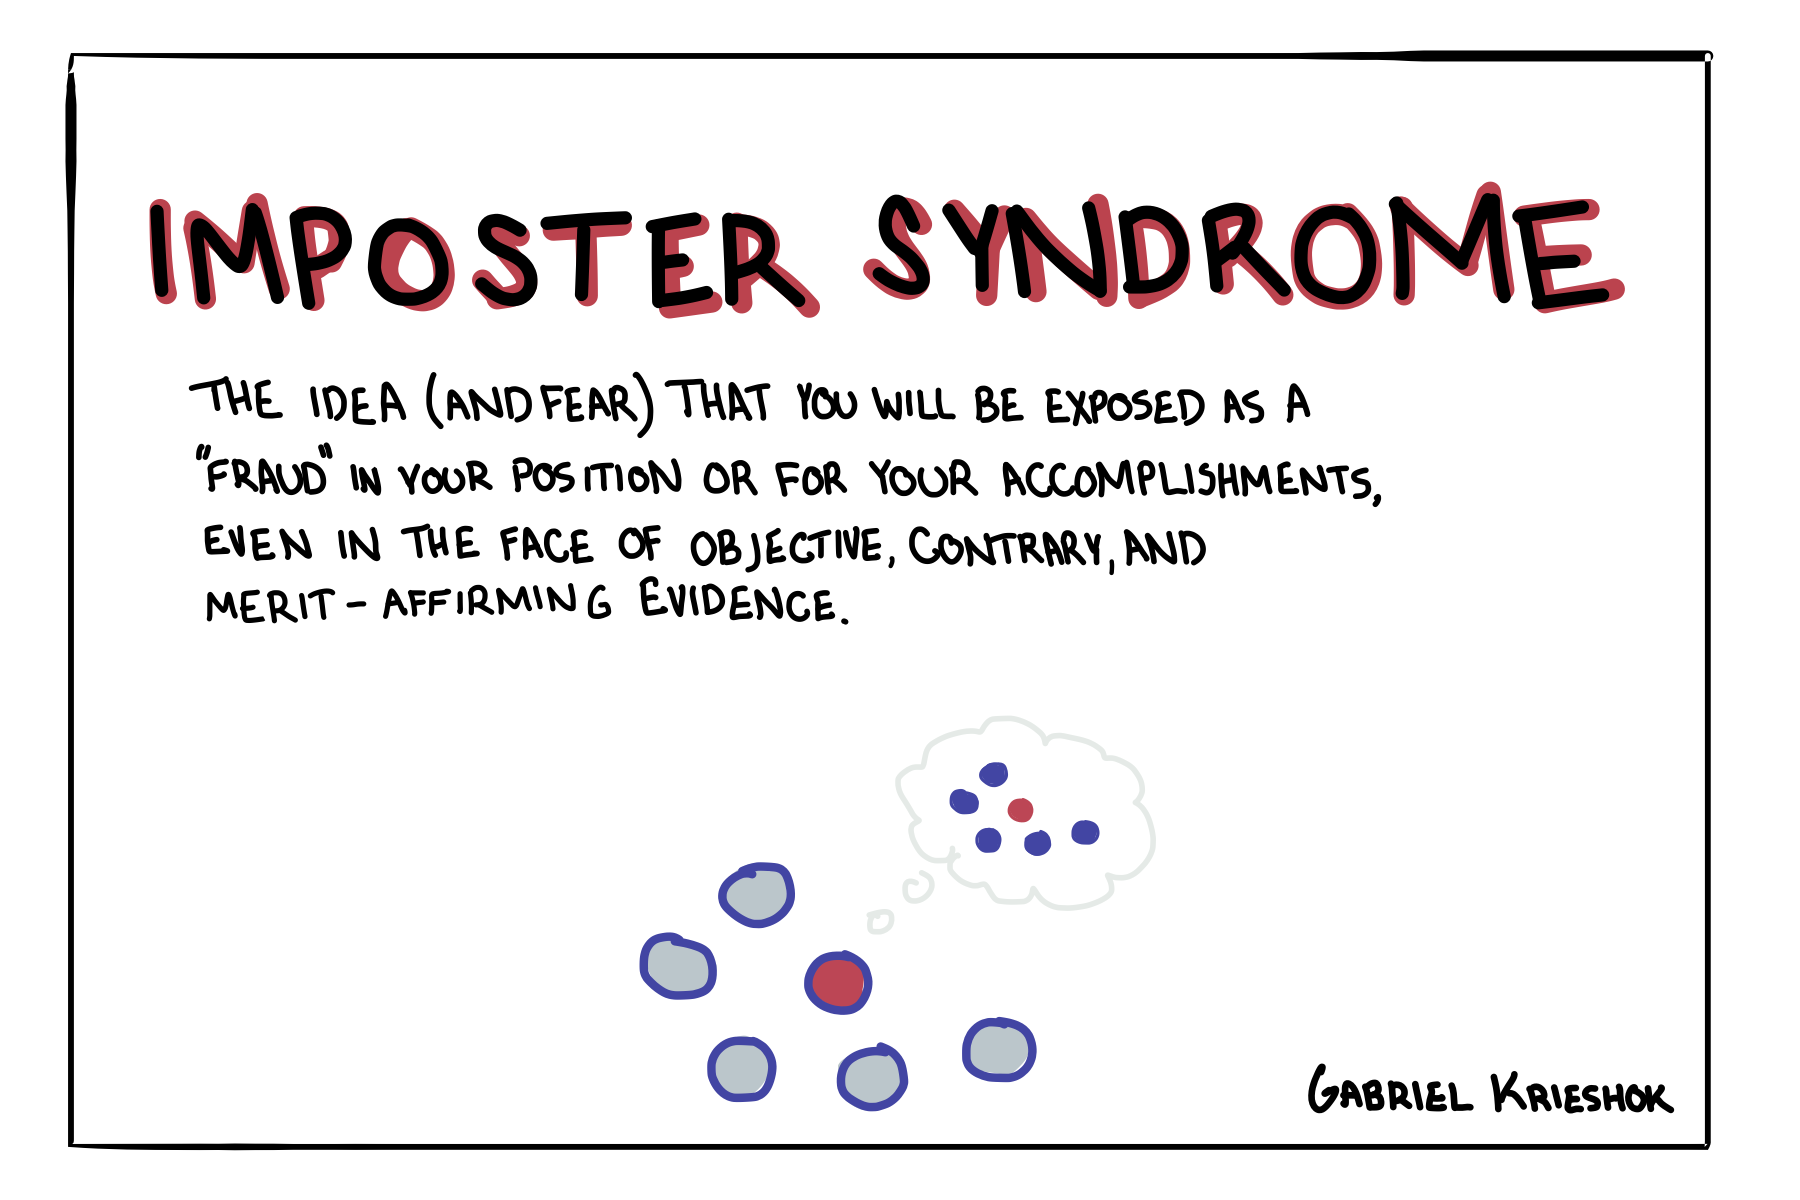 IMPOSTER SYNDROME
THE IDEA (AND FEAR) THAT YOU WILL BE EXPOSED AS A
"FRAUD" IN YOUR POSITION OR FOR YOUR ACCOMPLISHMENTS,
EVEN IN THE FACE OF OBJECTIVE, CONTRARY, AND
MERIT-AFFIRMING EVIDENCE.
GABRIEL KRIESHOK